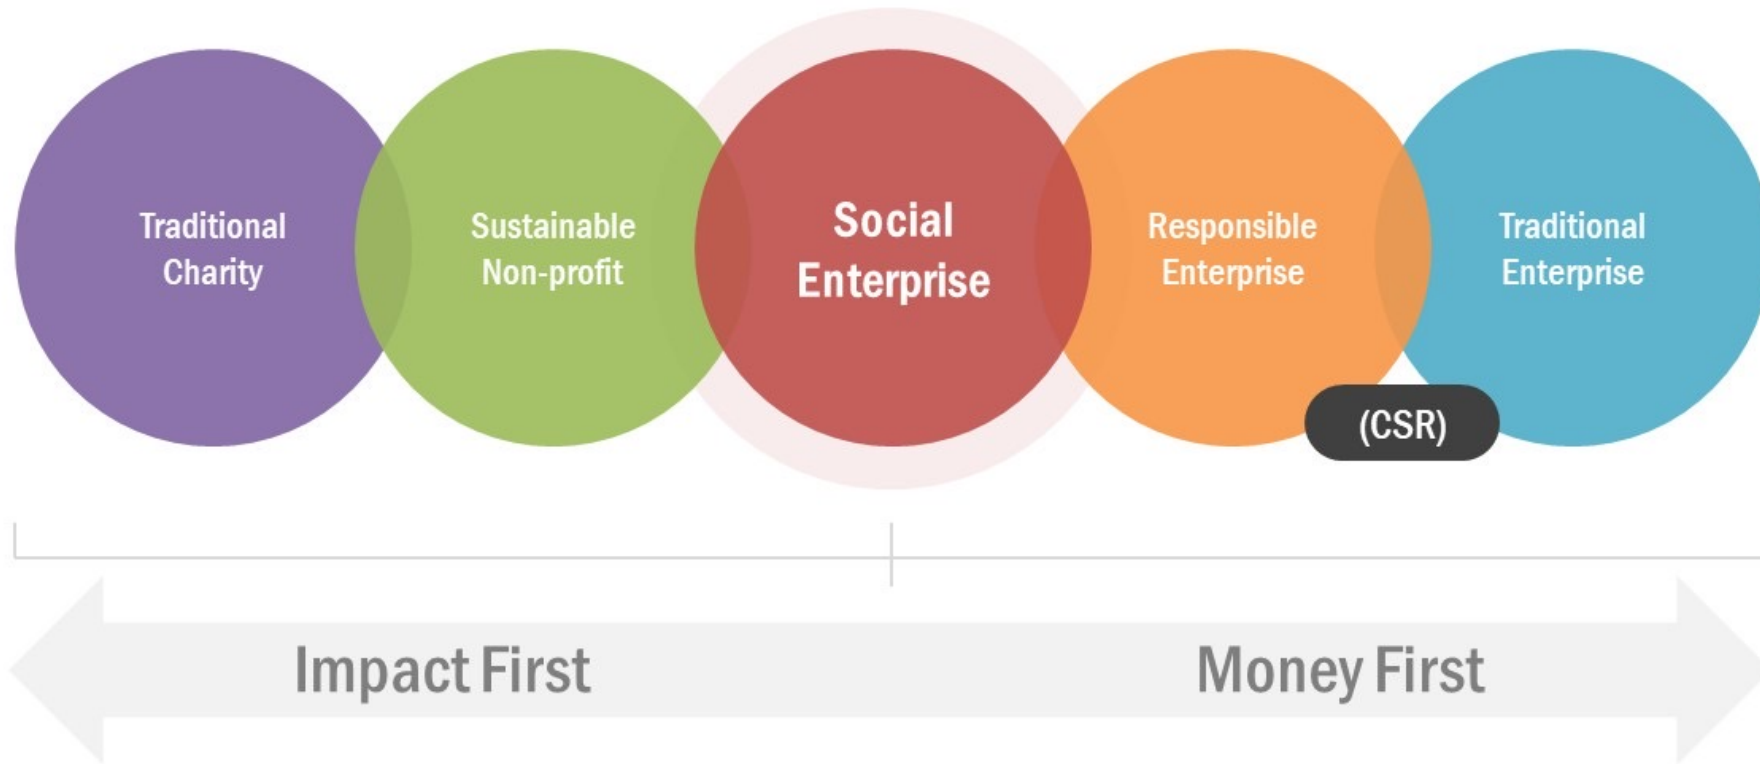 Traditional
Charity
Sustainable
Non-profit
Social
Enterprise
Responsible
Enterprise
Traditional
Enterprise
(CSR)
Impact First
Money First